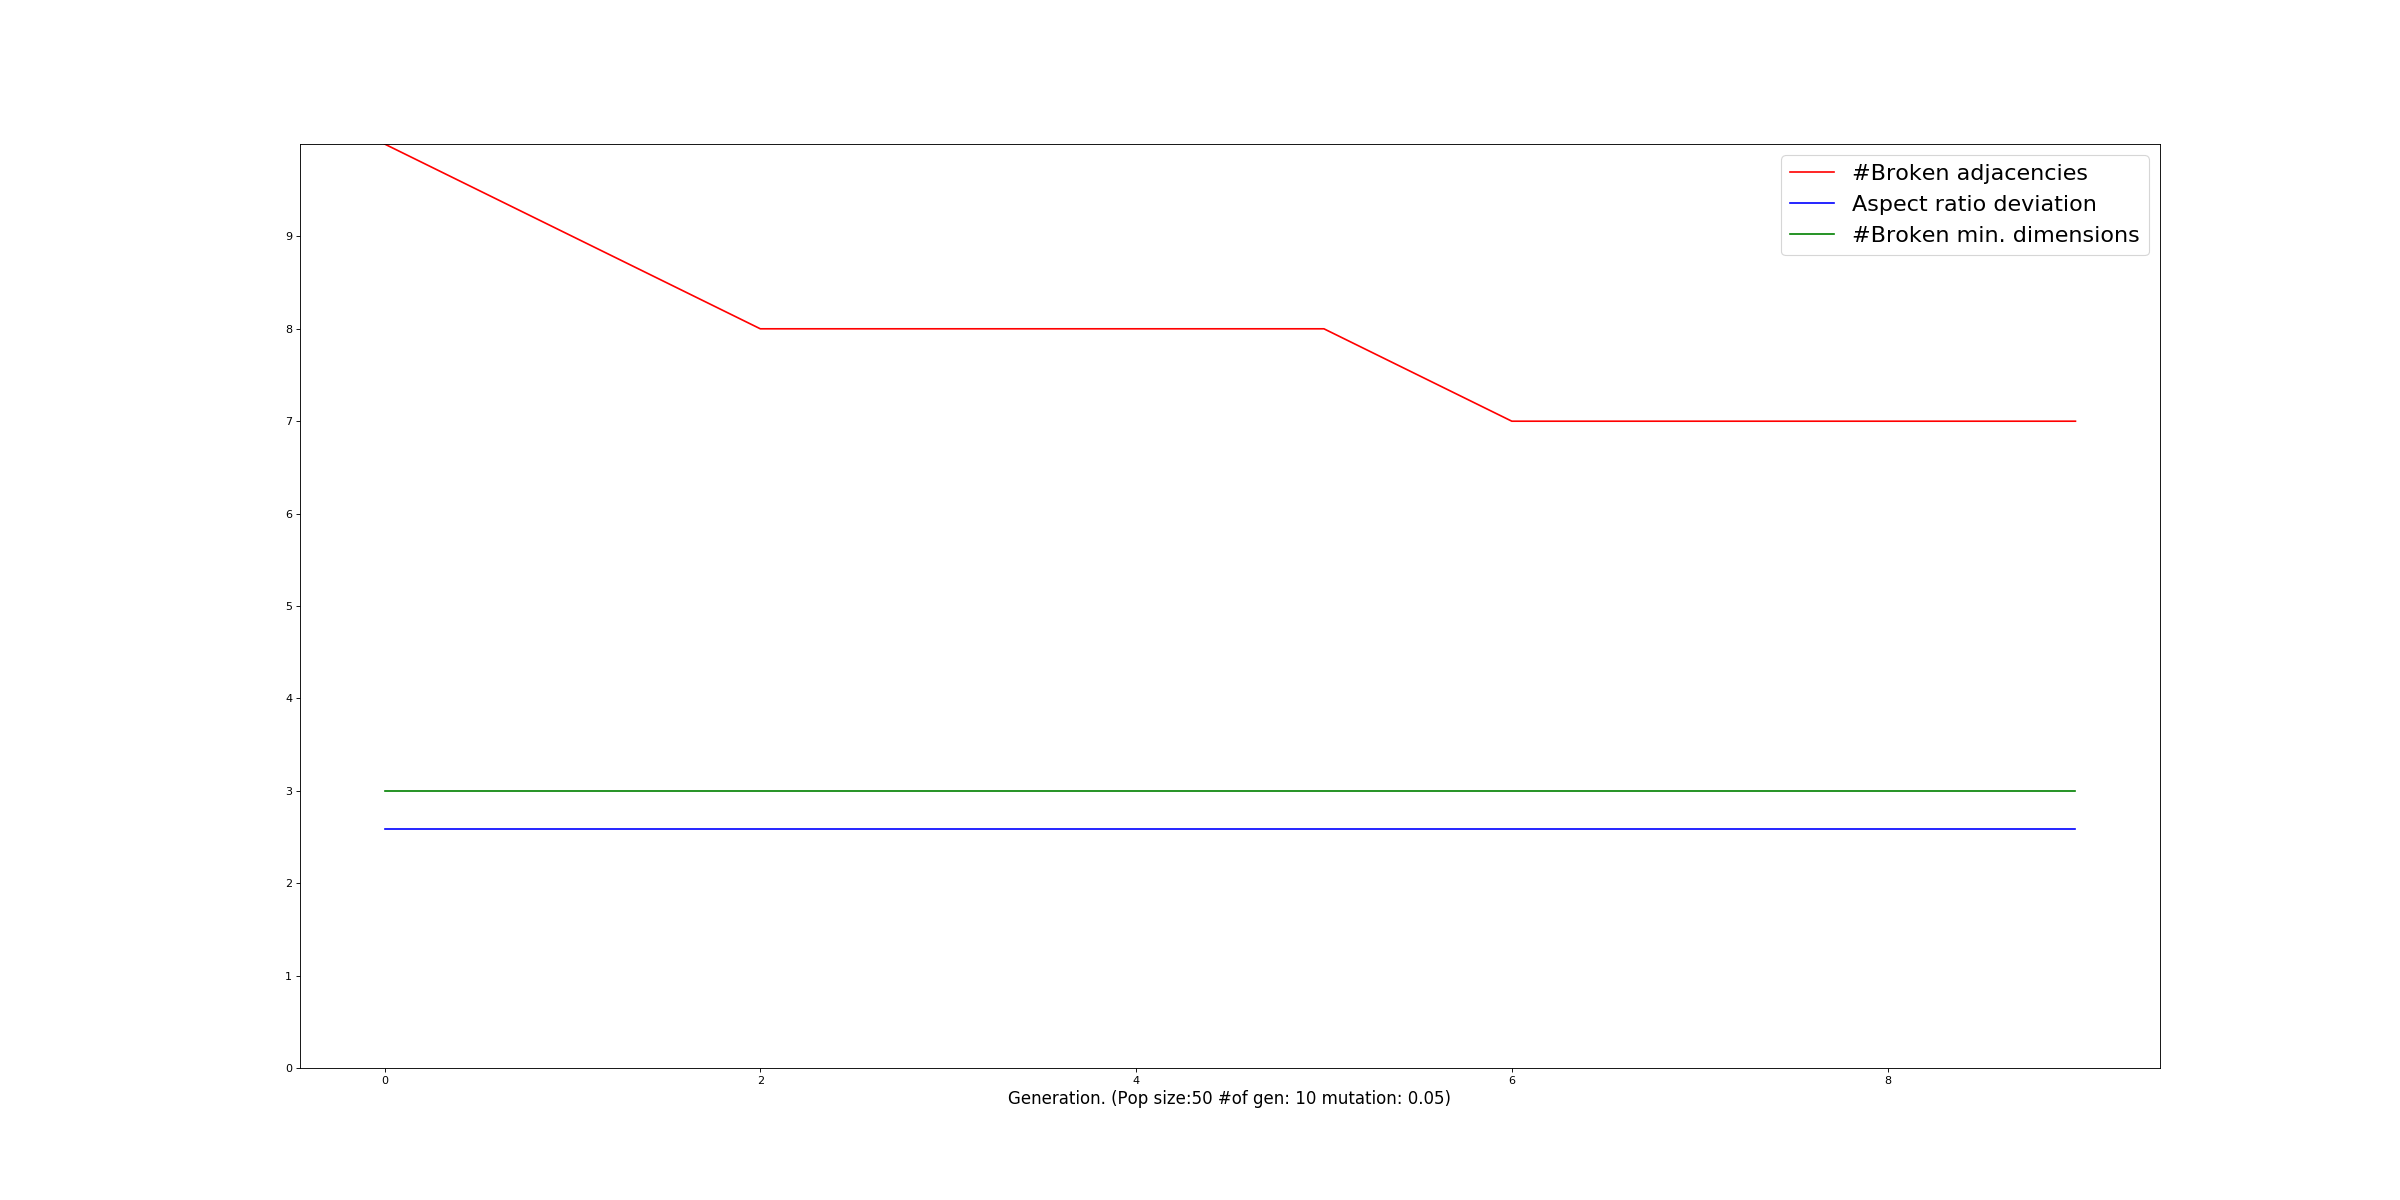 #Broken adjacencies
Aspect ratio deviation
#Broken min. dimensions
9
8
7
6
5
4
3
2
1
0
0 2 4 6 8
Generation. (Pop size:50 #of gen: 10 mutation: 0.05)